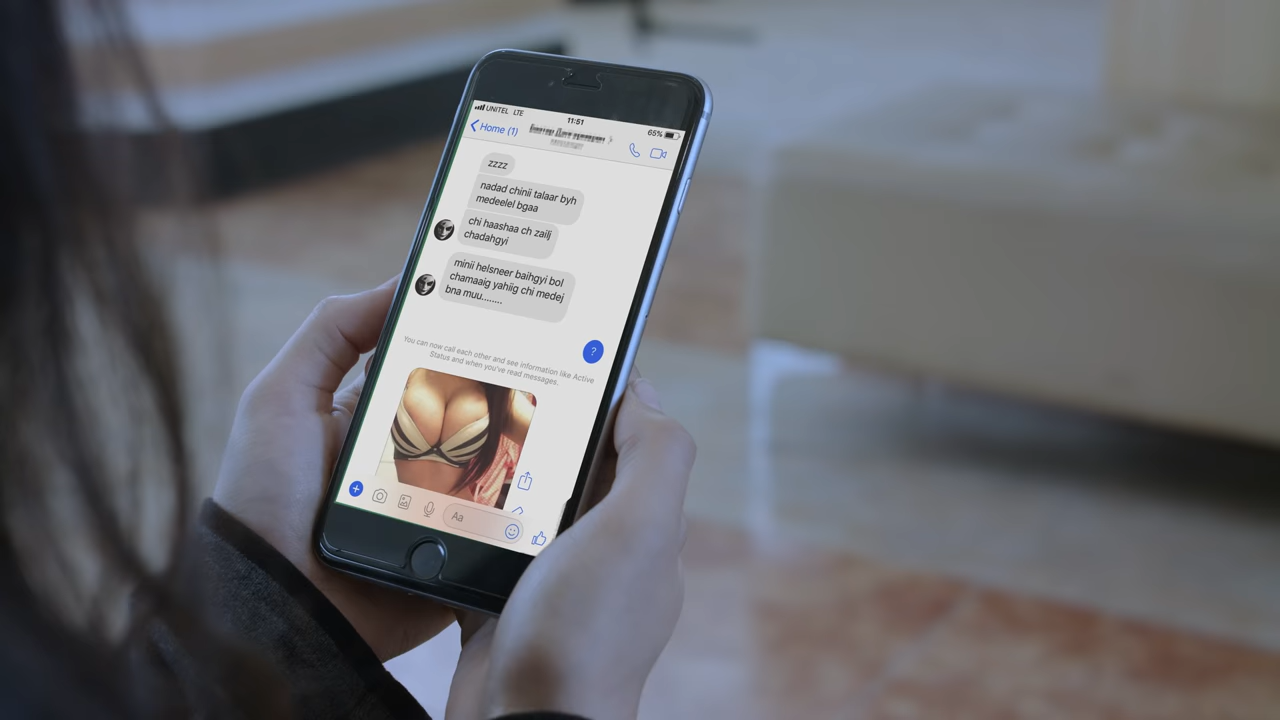 UNITEL LTE
11:51
65%
Home (1)
zzzz
nadad chinii talaar byh
medeelel bgaa
chi haashaa ch zailj
chadahgyi
minii helsneer baihgyi bol
chamaaig yahiig chi medej
bna muu........
?
You can now call each other and see information like Active
Status and when you've read messages.
Aa